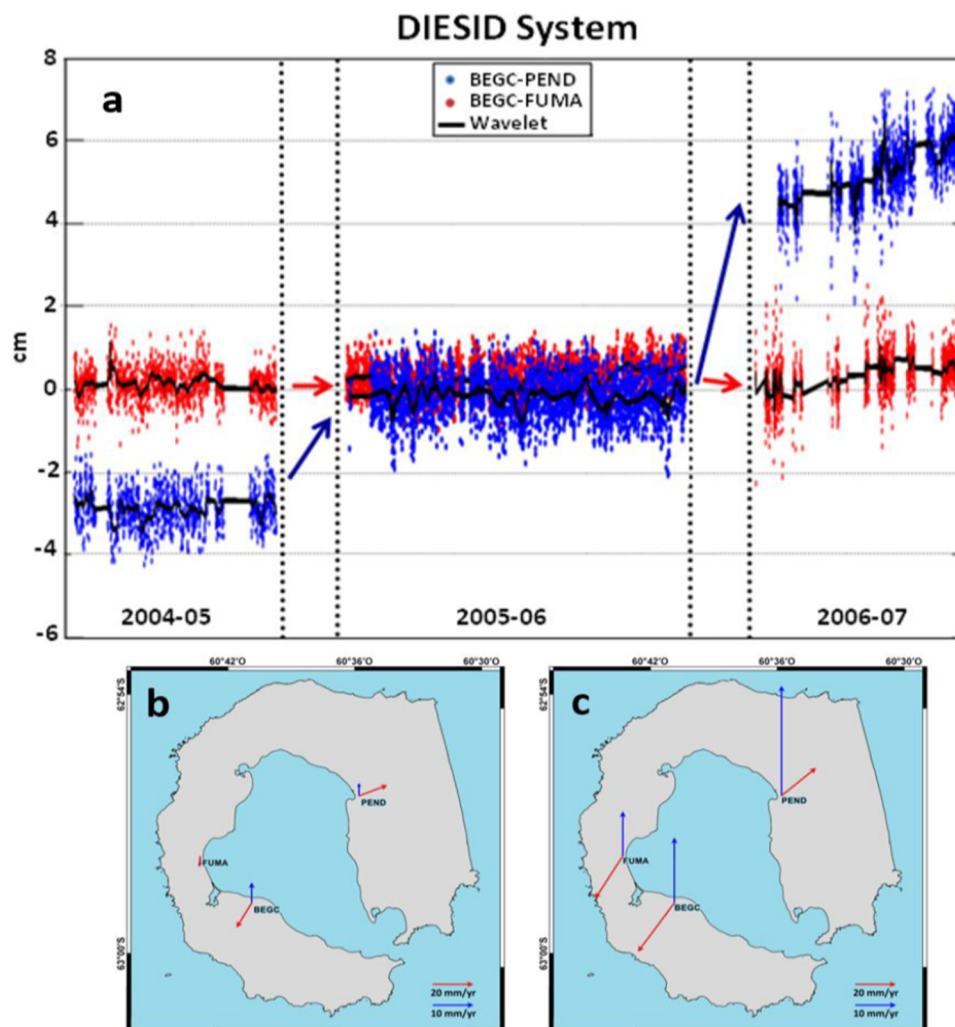 DIESID System
a
BEGC-PEND
BEGC-FUMA
Wavelet
8
6
4
2
0
-2
-4
-6
cm
2004-05
2005-06
2006-07
60°42'O
60°36'O
60°30'O
62°54'S
63°00'S
b
PEND
FUMA
BEGC
20 mm/yr
10 mm/yr
60°42'O
60°36'O
60°30'O
62°54'S
63°00'S
c
PEND
FUMA
BEGC
20 mm/yr
10 mm/yr